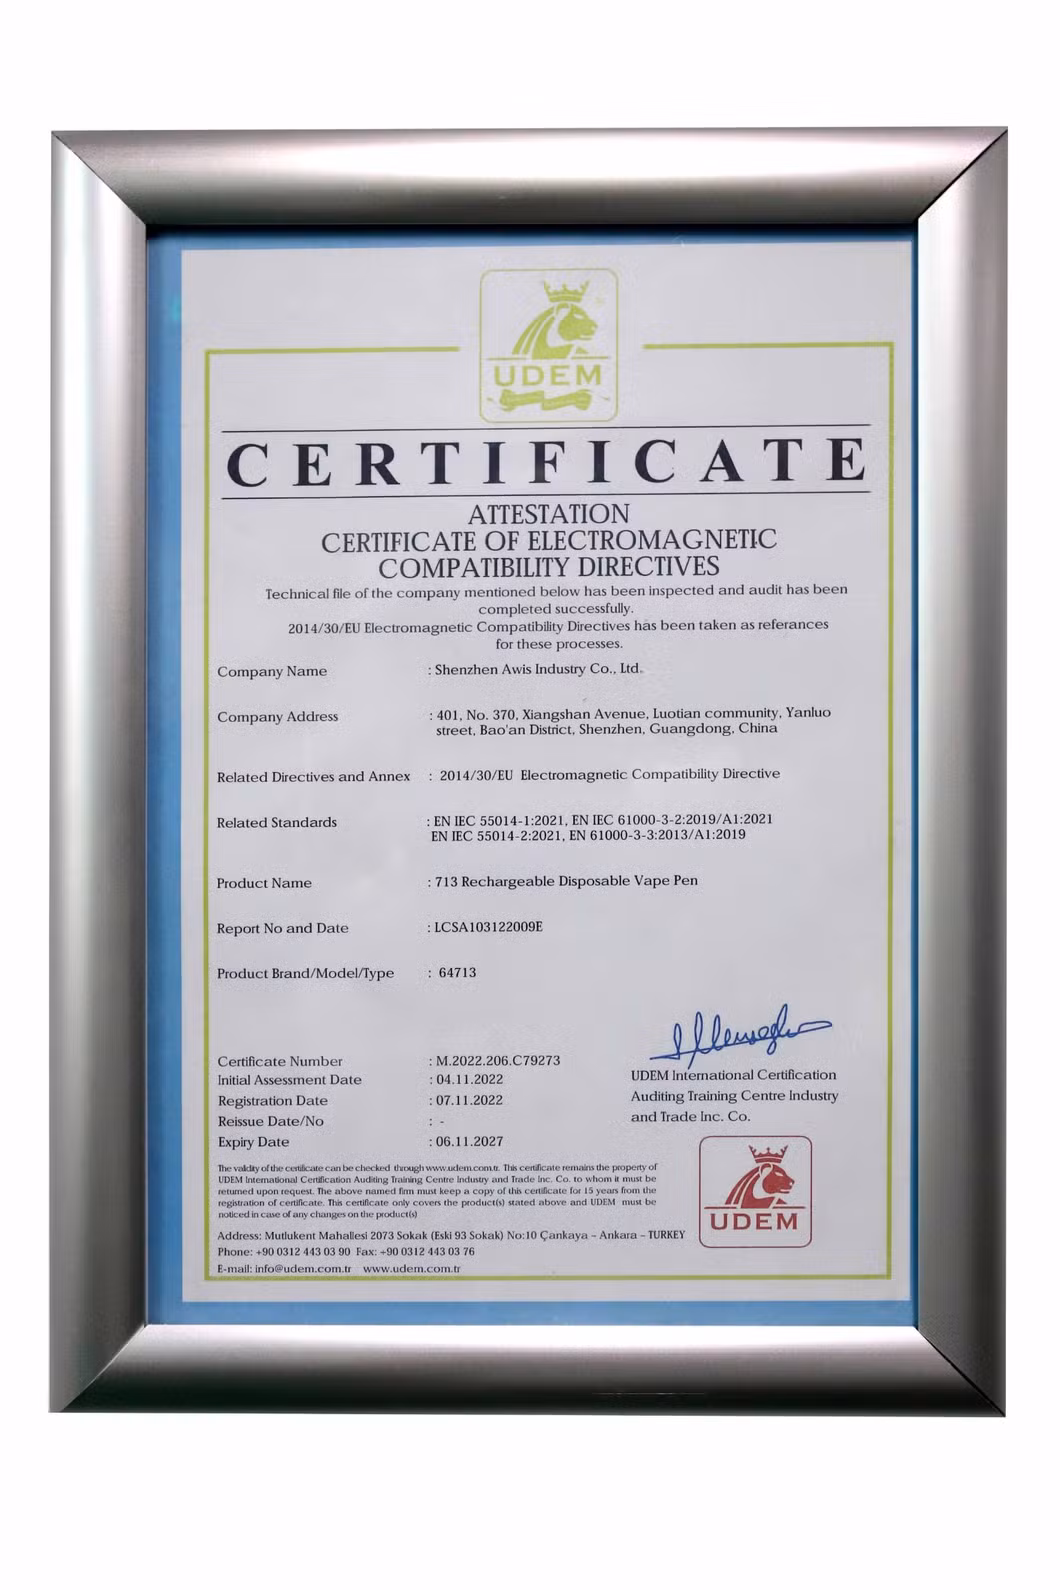 UDEM
CERTIFICATE
ATTESTATION
CERTIFICATE OF ELECTROMAGNETIC
COMPATIBILITY DIRECTIVES
Technical file of the company mentioned below has been inspected and audit has been
completed successfully.
2014/30/EU Electromagnetic Compatibility Directives has been taken as referances
for these processes.
Company Name : Shenzhen Awis Industry Co., Ltd.
Company Address : 401, No. 370, Xiangshan Avenue, Luotian community, Yanluo
street, Bao'an District, Shenzhen, Guangdong, China
Related Directives and Annex : 2014/30/EU Electromagnetic Compatibility Directive
Related Standards : EN IEC 55014-1:2021, EN IEC 61000-3-2:2019/A1:2021
EN IEC 55014-2:2021, EN 61000-3-3:2013/A1:2019
Product Name : 713 Rechargeable Disposable Vape Pen
Report No and Date : LCSA103122009E
Product Brand/Model/Type : 64713
Certificate Number : M.2022.206.C79273
Initial Assessment Date : 04.11.2022
Registration Date : 07.11.2022
Reissue Date/No : -
Expiry Date : 06.11.2027
UDEM International Certification
Auditing Training Centre Industry
and Trade Inc. Co.
The validity of the certificate can be checked through www.udem.com.tr. This certificate remains the property of
UDEM International Certification Auditing Training Centre Industry and Trade Inc. Co. to whom it must be
returned upon request. The above named firm must keep a copy of this certificate for 15 years from the
registration of certificate. This certificate only covers the product(s) stated above and UDEM must be
noticed in case of any changes on the product(s)
Address: Mutlukent Mahallesi 2073 Sokak (Eski 93 Sokak) No:10 Çankaya – Ankara – TURKEY
Phone: +90 0312 443 03 90 Fax: +90 0312 443 03 76
E-mail: info@udem.com.tr www.udem.com.tr
UDEM